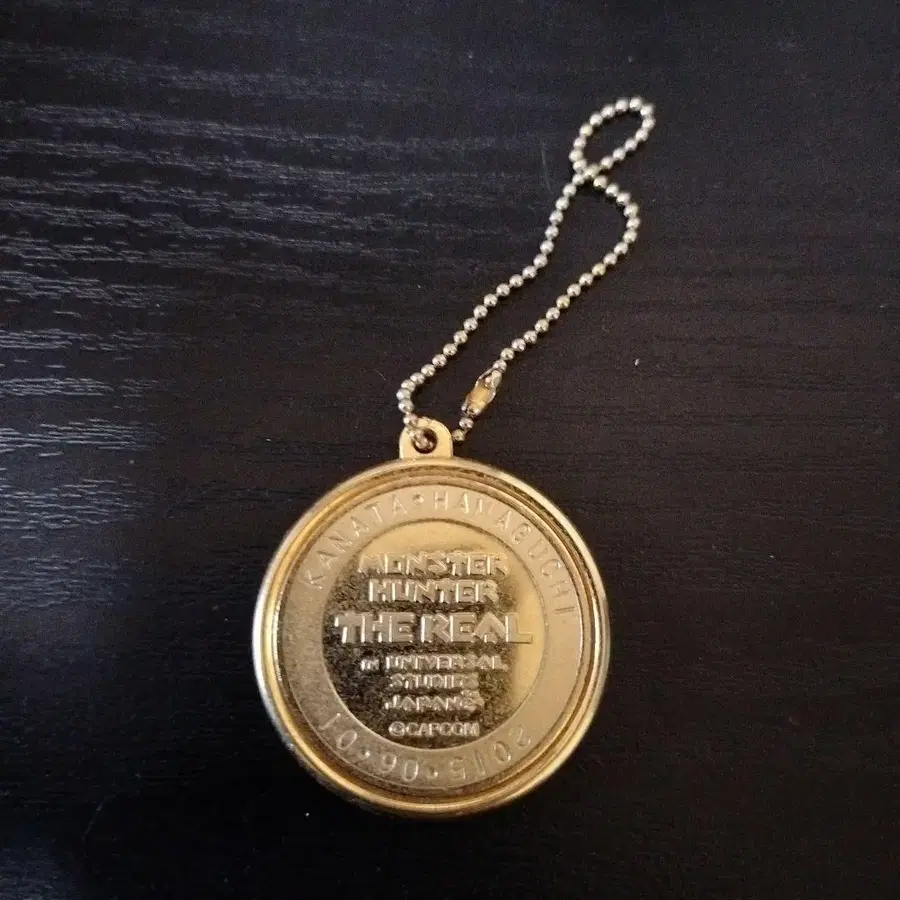 KANATA•HAMAGUCHI
MONSTER
HUNTER
THE REAL
IN UNIVERSAL
STUDIOS
JAPAN
©CAPCOM
2015•06•01